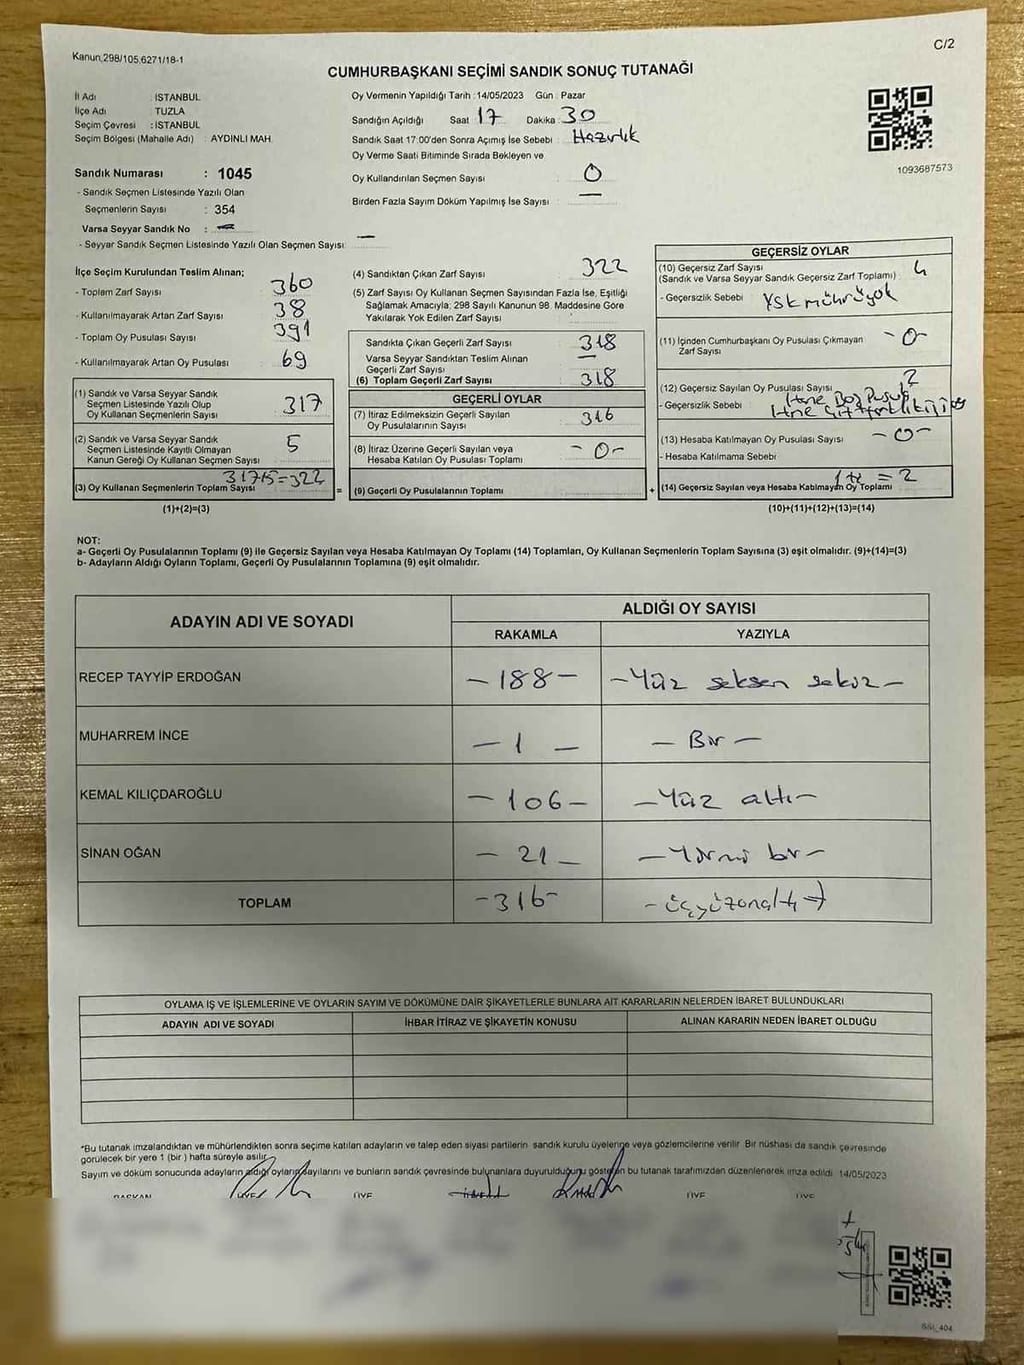 Kanun,298/105,6271/18-1
C/2
CUMHURBAŞKANI SEÇİMİ SANDIK SONUÇ TUTANAĞI
İl Adı : İSTANBUL
İlçe Adı : TUZLA
Seçim Çevresi : İSTANBUL
Seçim Bölgesi (Mahalle Adı) : AYDINLI MAH
Sandık Numarası : 1045
- Sandık Seçmen Listesinde Yazılı Olan
Seçmenlerin Sayısı : 354
Varsa Seyyar Sandık No :
- Seyyar Sandık Seçmen Listesinde Yazılı Olan Seçmen Sayısı: —
Oy Vermenin Yapıldığı Tarih : 14/05/2023 Gün : Pazar
Sandığın Açıldığı Saat 17 Dakika : 30
Sandık Saat 17:00'den Sonra Açımış İse Sebebi : Hazırlık
Oy Verme Saati Bitiminde Sırada Bekleyen ve
Oy Kullandırılan Seçmen Sayısı : 0
Birden Fazla Sayım Döküm Yapılmış İse Sayısı : —
1093687573
İlçe Seçim Kurulundan Teslim Alınan;
- Toplam Zarf Sayısı : 360
- Kullanılmayarak Artan Zarf Sayısı : 38
- Toplam Oy Pusulası Sayısı : 391
- Kullanılmayarak Artan Oy Pusulası : 69
(1) Sandık ve Varsa Seyyar Sandık
Seçmen Listesinde Yazılı Olup
Oy Kullanan Seçmenlerin Sayısı : 317
(2) Sandık ve Varsa Seyyar Sandık
Seçmen Listesinde Kayıtlı Olmayan
Kanun Gereği Oy Kullanan Seçmen Sayısı : 5
(3) Oy Kullanan Seçmenlerin Toplam Sayısı : 317+5=322
(1)+(2)=(3)
(4) Sandıktan Çıkan Zarf Sayısı : 322
(5) Zarf Sayısı Oy Kullanan Seçmen Sayısından Fazla İse, Eşitliği
Sağlamak Amacıyla: 298 Sayılı Kanunun 98. Maddesine Göre
Yakılarak Yok Edilen Zarf Sayısı :
Sandıkta Çıkan Geçerli Zarf Sayısı : 318
Varsa Seyyar Sandıktan Teslim Alınan
Geçerli Zarf Sayısı : —
(6) Toplam Geçerli Zarf Sayısı : 318
GEÇERLİ OYLAR
(7) İtiraz Edilmeksizin Geçerli Sayılan
Oy Pusulalarının Sayısı : 316
(8) İtiraz Üzerine Geçerli Sayılan veya
Hesaba Katılan Oy Pusulası Toplamı : -0-
= (9) Geçerli Oy Pusulalarının Toplamı : +
GEÇERSİZ OYLAR
(10) Geçersiz Zarf Sayısı
(Sandık ve Varsa Seyyar Sandık Geçersiz Zarf Toplamı) : 4
- Geçersizlik Sebebi : YSK mührü yok
(11) İçinden Cumhurbaşkanı Oy Pusulası Çıkmayan
Zarf Sayısı : -0-
(12) Geçersiz Sayılan Oy Pusulası Sayısı : 2
- Geçersizlik Sebebi : 1 tane Boş Pusula
1 tane çift farklı kişi
(13) Hesaba Katılmayan Oy Pusulası Sayısı : -0-
- Hesaba Katılmama Sebebi :
(14) Geçersiz Sayılan veya Hesaba Katılmayan Oy Toplamı = 2
(10)+(11)+(12)+(13)=(14)
NOT:
a- Geçerli Oy Pusulalarının Toplamı (9) ile Geçersiz Sayılan veya Hesaba Katılmayan Oy Toplamı (14) Toplamları, Oy Kullanan Seçmenlerin Toplam Sayısına (3) eşit olmalıdır. (9)+(14)=(3)
b- Adayların Aldığı Oyların Toplamı, Geçerli Oy Pusulalarının Toplamına (9) eşit olmalıdır.
ADAYIN ADI VE SOYADI
ALDIĞI OY SAYISI
RAKAMLA YAZIYLA
RECEP TAYYİP ERDOĞAN -188- -Yüz seksen sekiz-
MUHARREM İNCE -1- -Bir-
KEMAL KILIÇDAROĞLU -106- -Yüz altı-
SİNAN OĞAN -21- -Yirmi bir-
TOPLAM -316- -üçyüzonaltı-
OYLAMA İŞ VE İŞLEMLERİNE VE OYLARIN SAYIM VE DÖKÜMÜNE DAİR ŞİKAYETLERLE BUNLARA AİT KARARLARIN NELERDEN İBARET BULUNDUKLARI
ADAYIN ADI VE SOYADI İHBAR İTİRAZ VE ŞİKAYETİN KONUSU ALINAN KARARIN NEDEN İBARET OLDUĞU
*Bu tutanak imzalandıktan ve mühürlendikten sonra seçime katılan adayların ve talep eden siyasi partilerin sandık kurulu üyelerine veya gözlemcilerine verilir. Bir nüshası da sandık çevresinde
görülecek bir yere 1 (bir) hafta süreyle asılır.
Sayım ve döküm sonucunda adayların aldığı oyların sayılarını ve bunların sandık çevresinde bulunanlara duyurulduğunu gösteren bu tutanak tarafımızdan düzenlenerek imza edildi. 14/05/2023
BAŞKAN ÜYE ÜYE ÜYE ÜYE